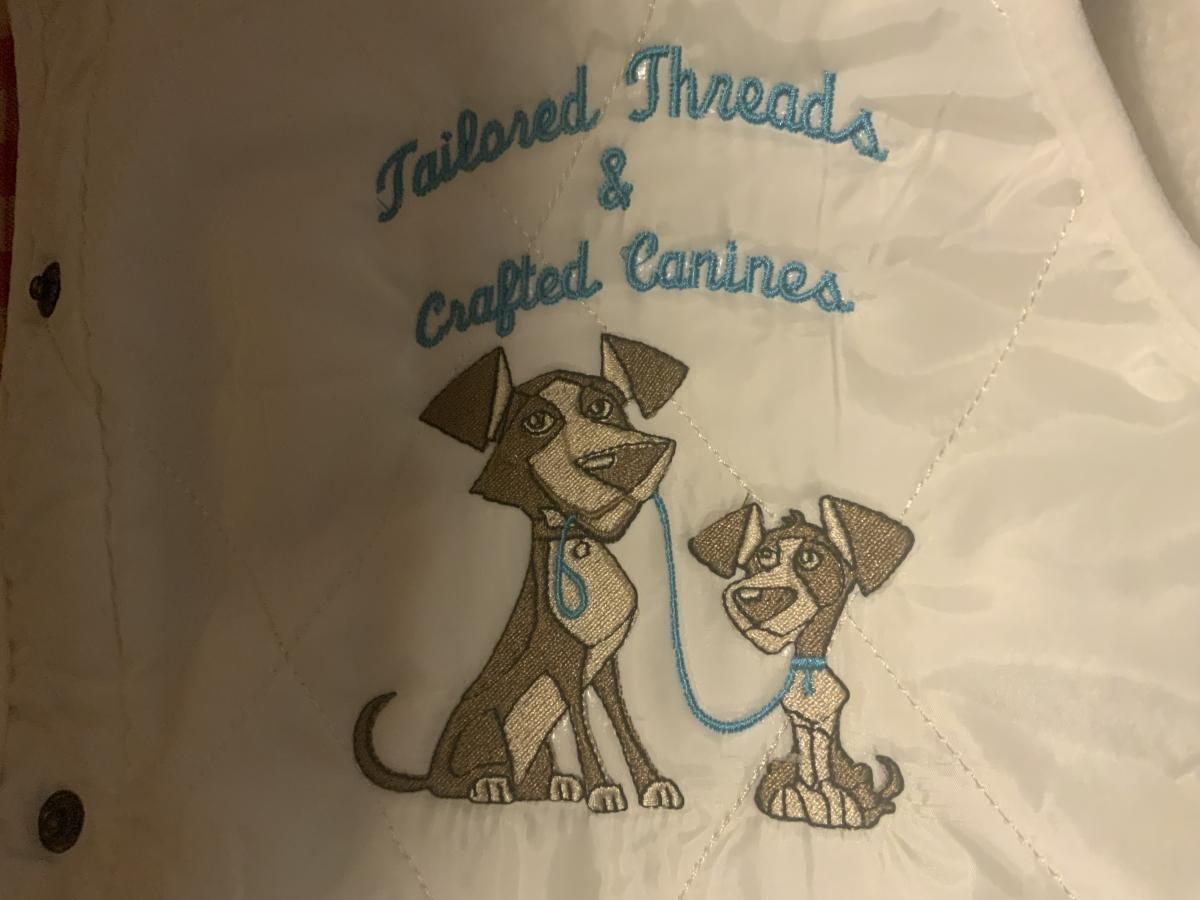 Tailored Threads
&
Crafted Canines